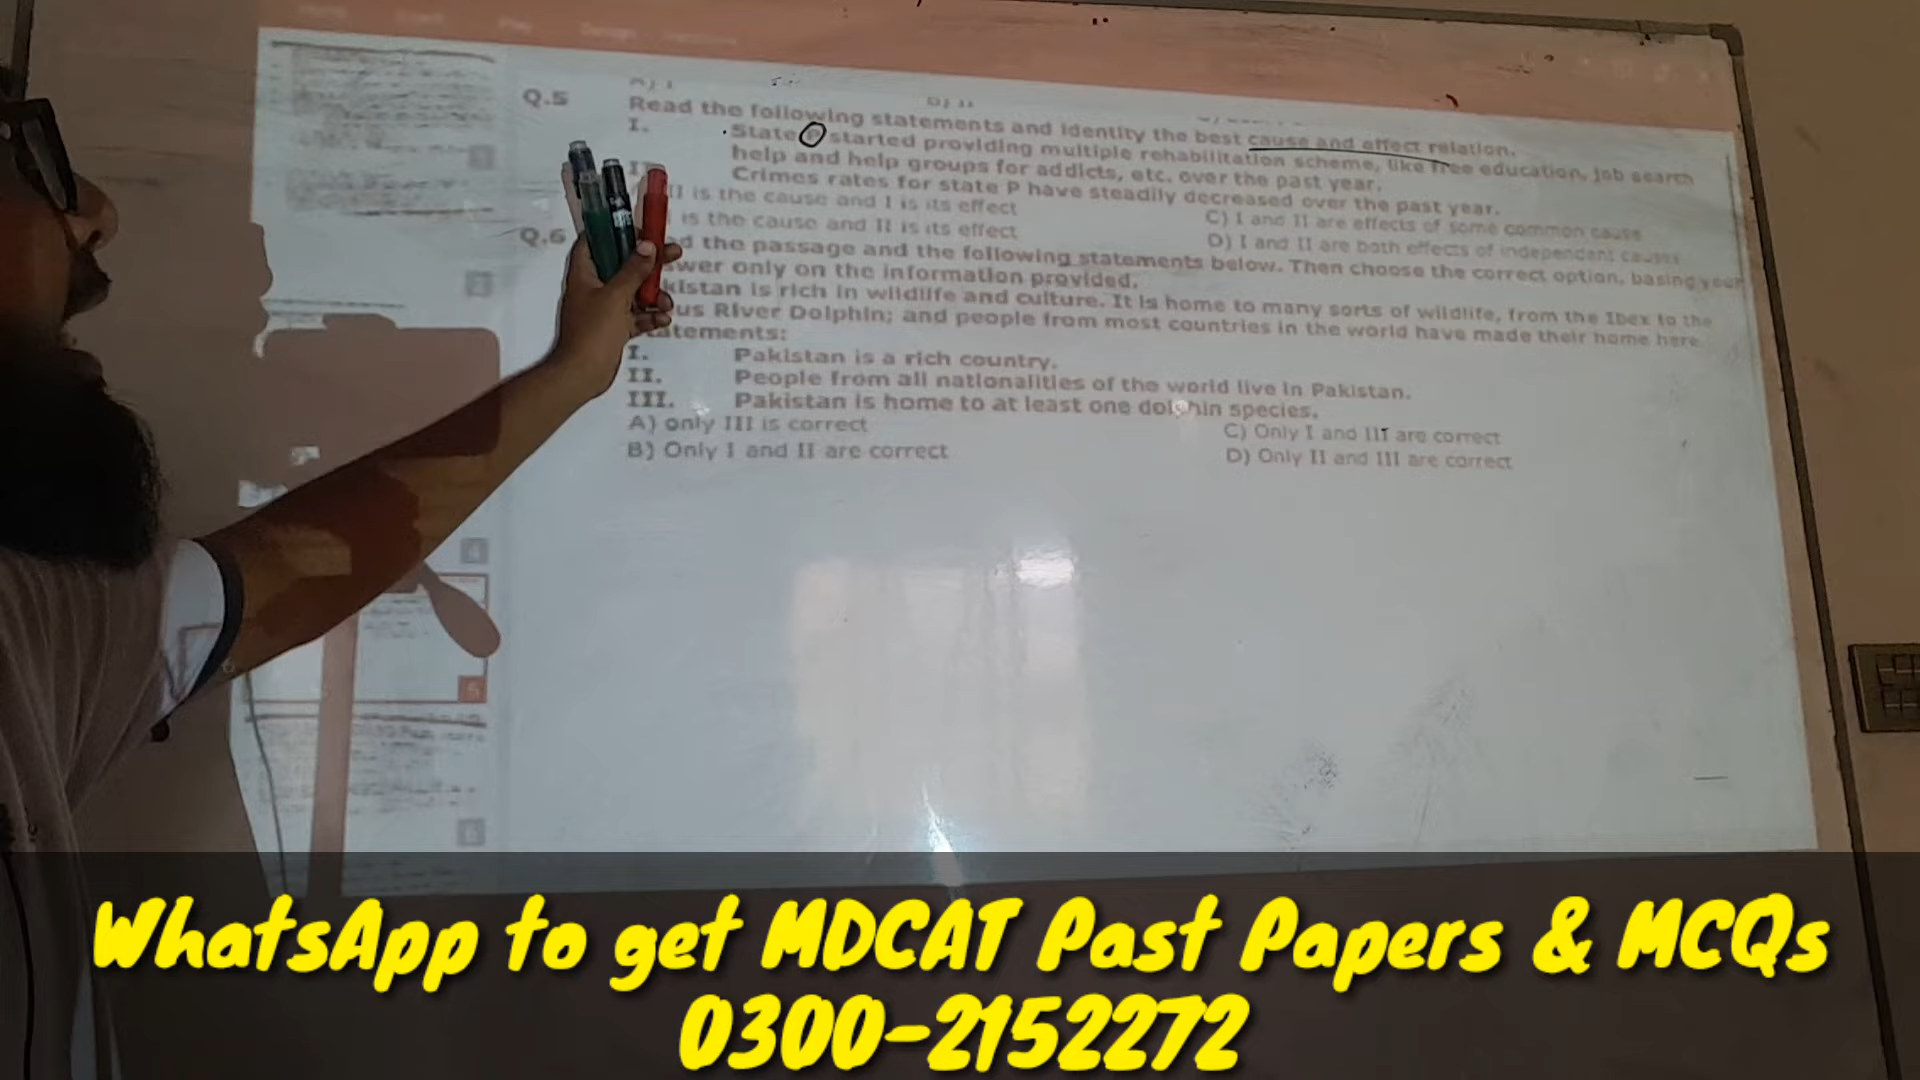 Q.5 Read the following statements and identify the best cause and effect relation.
I. State P started providing multiple rehabilitation scheme, like free education, job search
help and help groups for addicts, etc. over the past year.
II Crimes rates for state P have steadily decreased over the past year.
II is the cause and I is its effect
C) I and II are effects of some common cause
is the cause and II is its effect
D) I and II are both effects of independent causes
Q.6 the passage and the following statements below. Then choose the correct option, basing your
only on the information provided.
is rich in wildlife and culture. It is home to many sorts of wildlife, from the Ibex to the
River Dolphin; and people from most countries in the world have made their home here.
statements:
I. Pakistan is a rich country.
II. People from all nationalities of the world live in Pakistan.
III. Pakistan is home to at least one dolphin species.
A) only III is correct
C) Only I and III are correct
B) Only I and II are correct
D) Only II and III are correct
WhatsApp to get MDCAT Past Papers & MCQs
0300-2152272